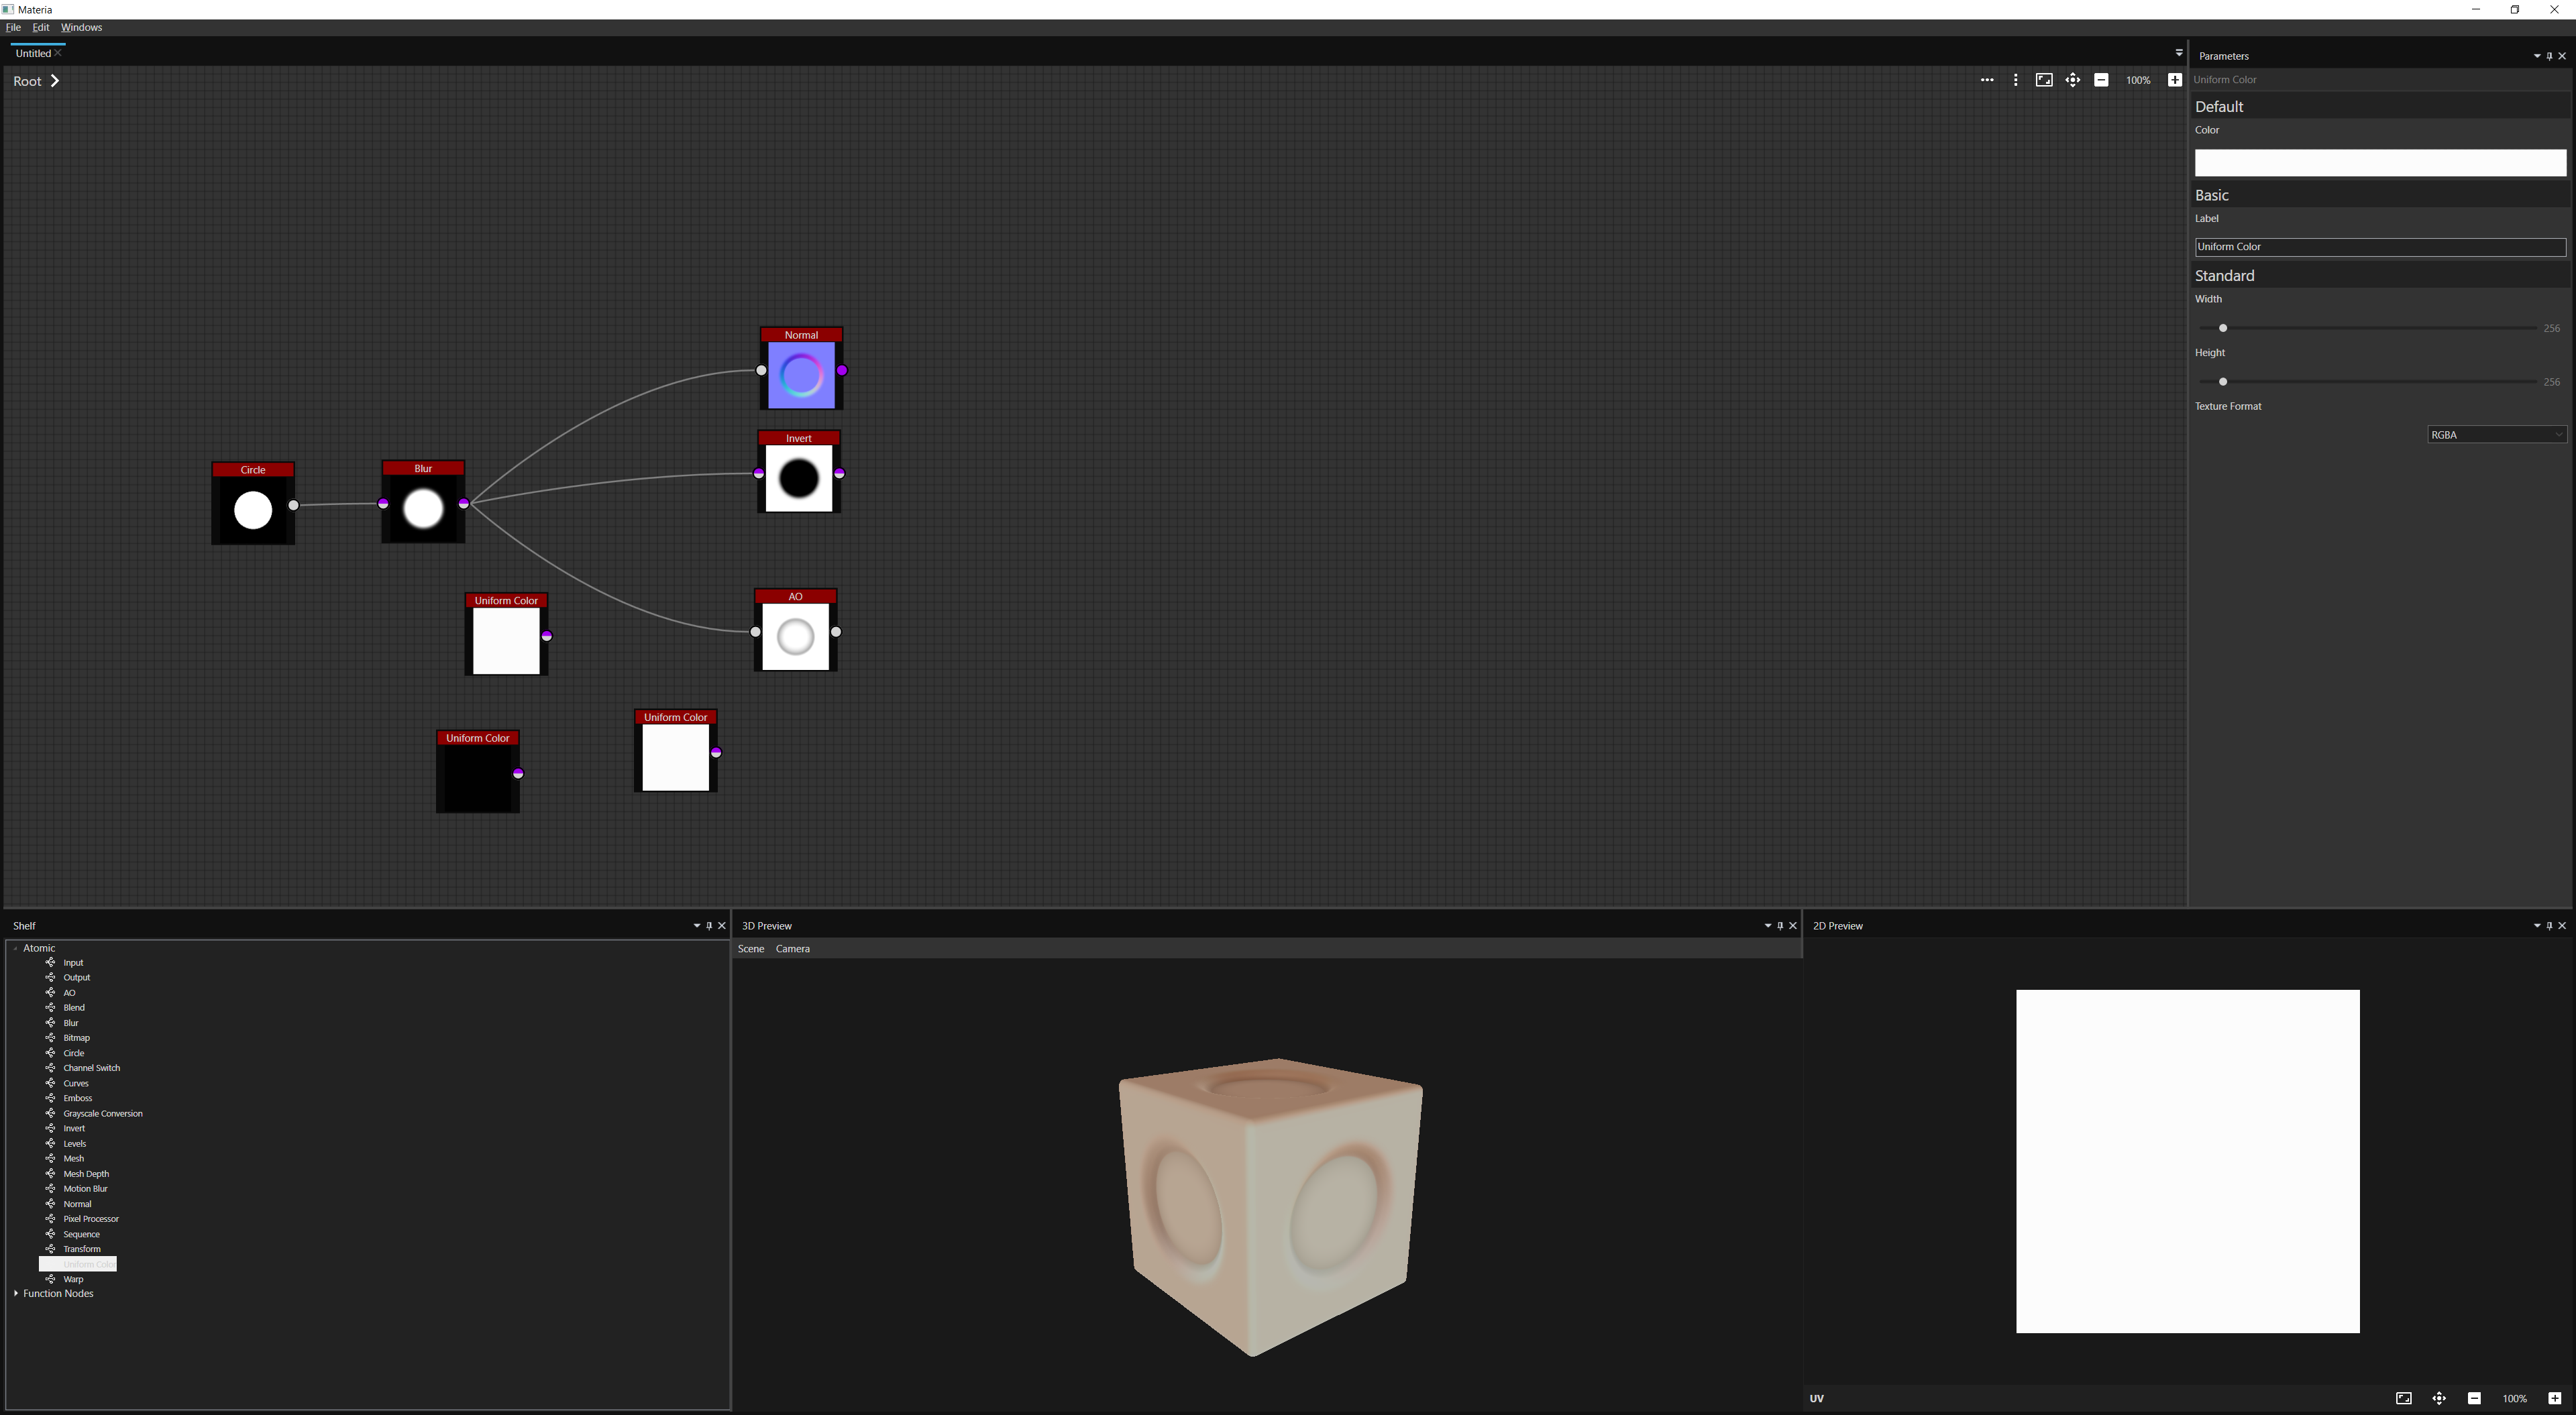 Materia
File Edit Windows
Untitled
Root
100%
Parameters
Uniform Color
Default
Color
Basic
Label
Uniform Color
Standard
Width
256
Height
256
Texture Format
RGBA
Normal
Invert
Circle
Blur
Uniform Color
AO
Uniform Color
Uniform Color
Shelf
Atomic
Input
Output
AO
Blend
Blur
Bitmap
Circle
Channel Switch
Curves
Emboss
Grayscale Conversion
Invert
Levels
Mesh
Mesh Depth
Motion Blur
Normal
Pixel Processor
Sequence
Transform
Uniform Color
Warp
Function Nodes
3D Preview
Scene Camera
2D Preview
UV
100%